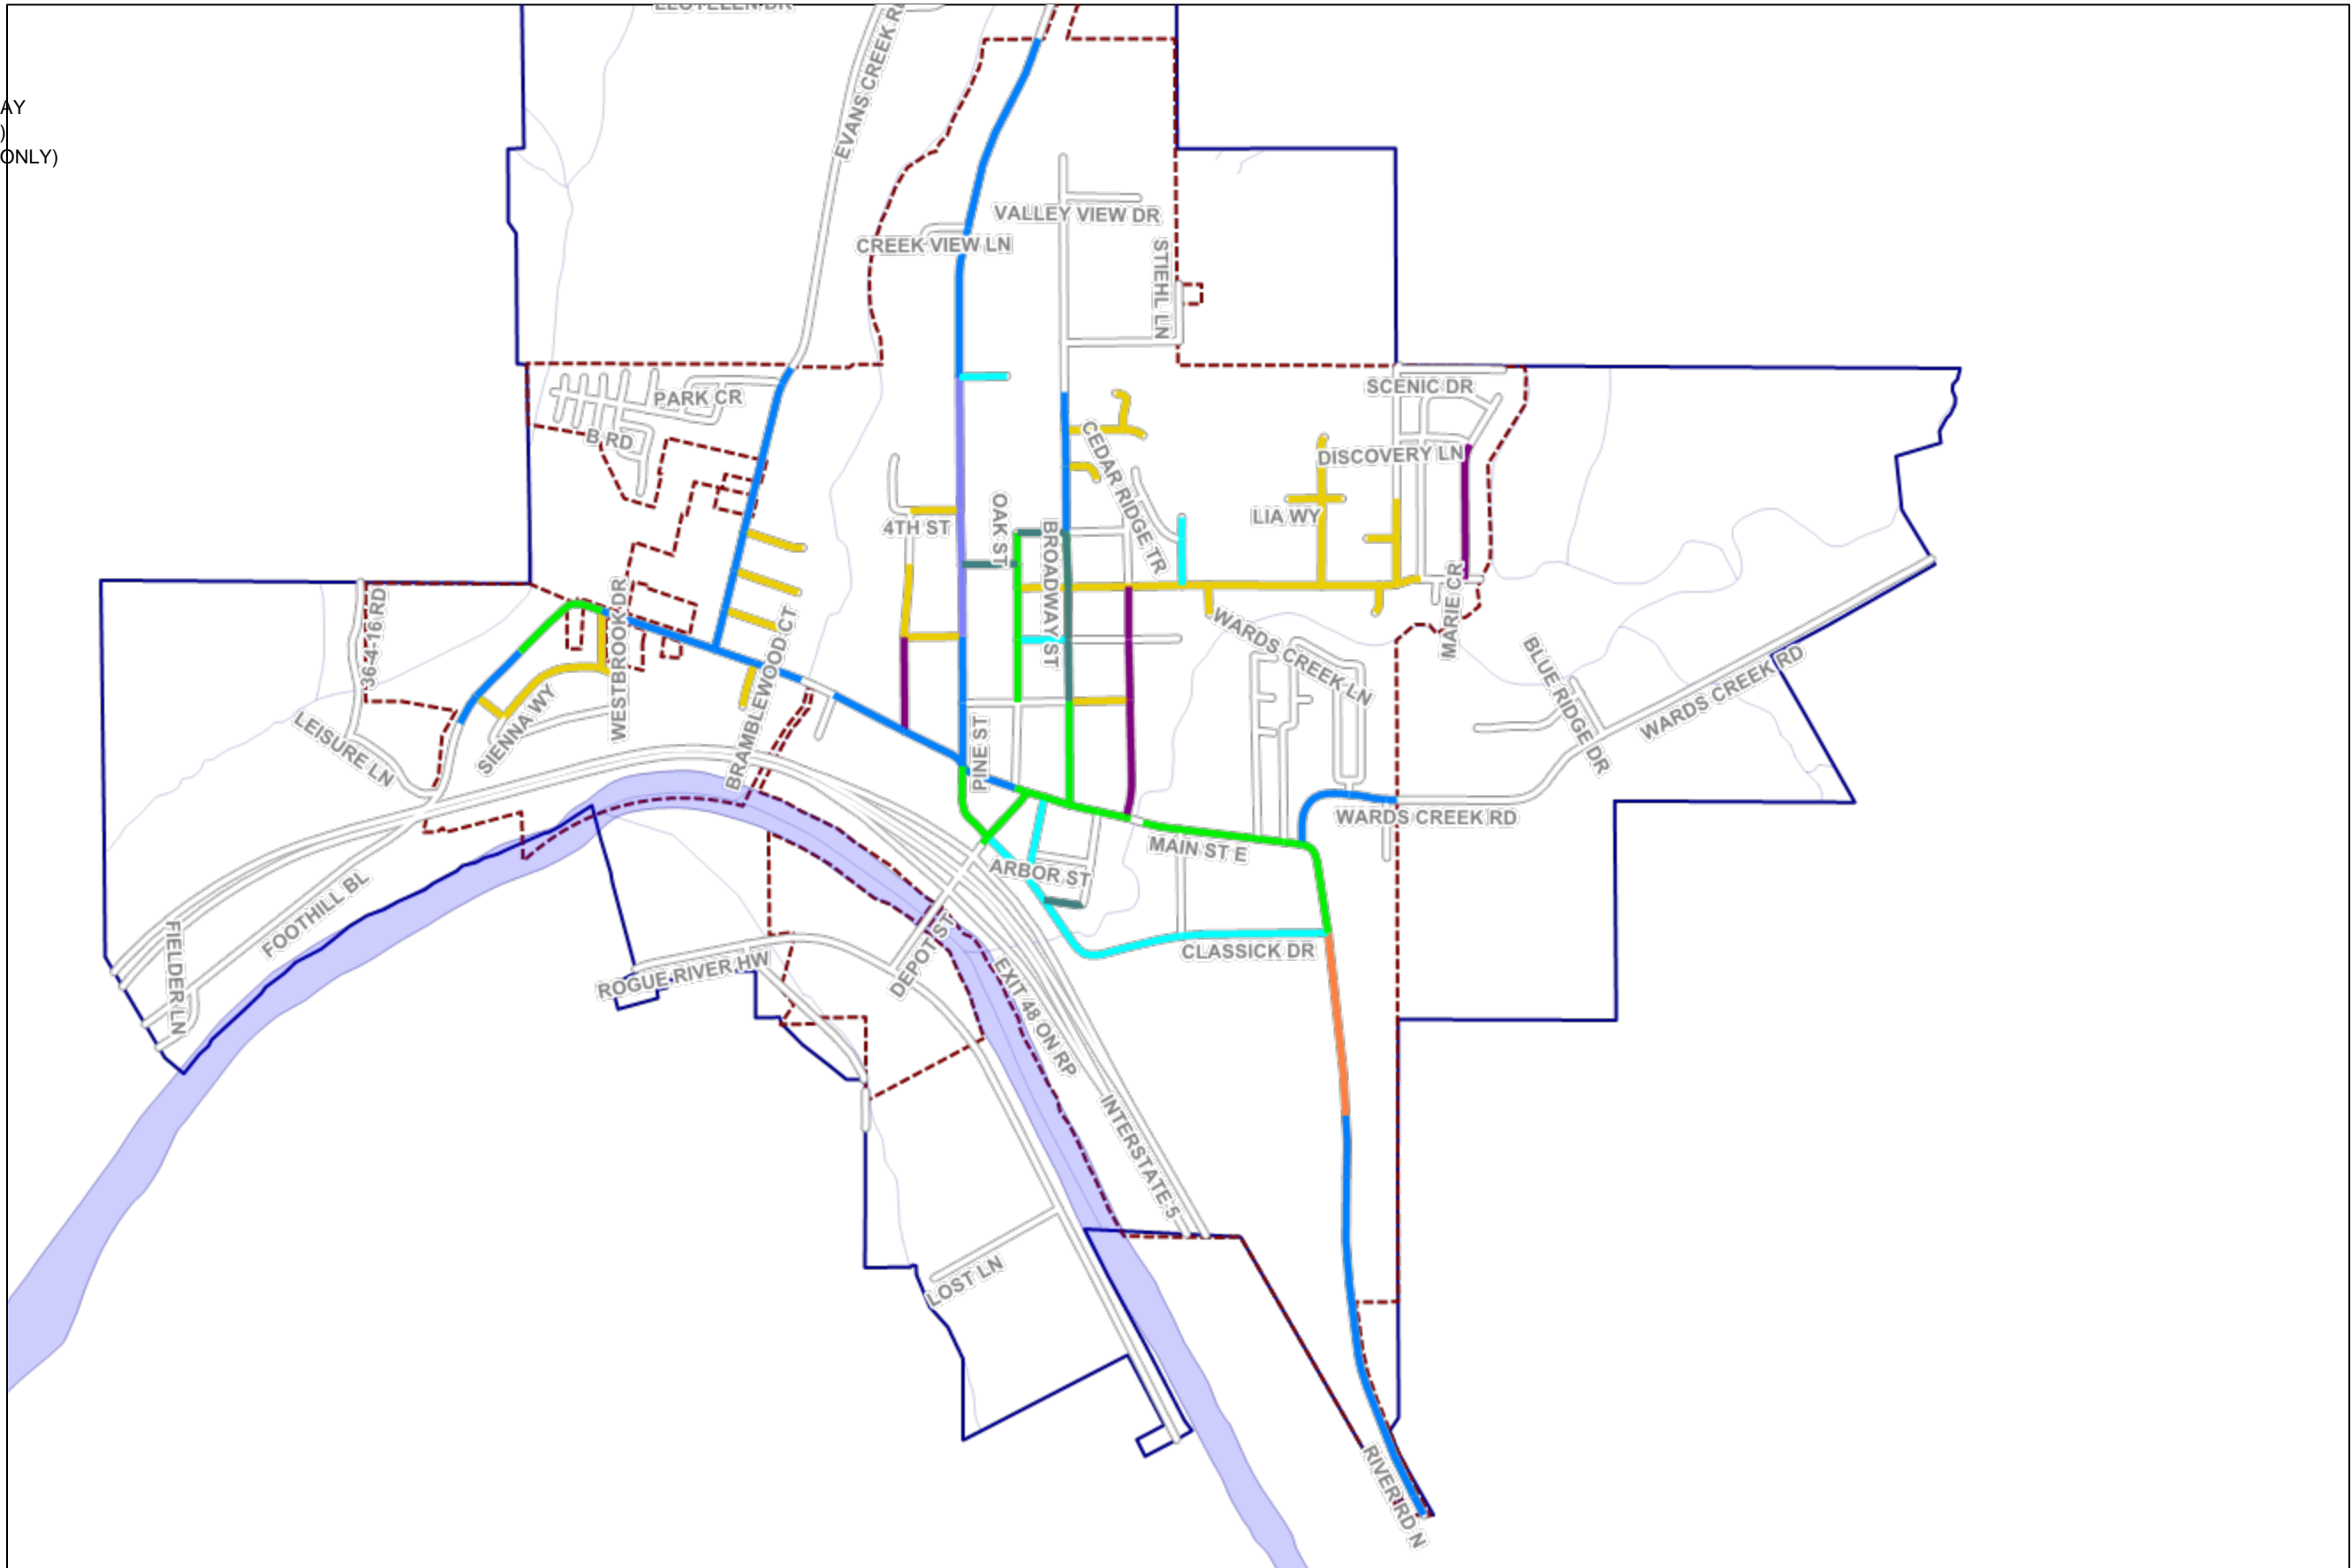 LLOYELEN DR
EVANS CREEK RD
AY
)
ONLY)
VALLEY VIEW DR
CREEK VIEW LN
STIEHL LN
SCENIC DR
PARK CR
B RD
CEDAR RIDGE TR
DISCOVERY LN
OAK ST
4TH ST
LIA WY
BROADWAY ST
36-4-16 RD
WESTBROOK DR
MARIE CR
BRAMBLEWOOD CT
WARDS CREEK LN
BLUE RIDGE DR
WARDS CREEK RD
SIENNA WY
LEISURE LN
PINE ST
WARDS CREEK RD
MAIN ST E
ARBOR ST
FOOTHILL BL
FIELDER LN
CLASSICK DR
DEPOT ST
ROGUE RIVER HW
EXIT 48 ON RP
INTERSTATE 5
LOST LN
RIVER RD N